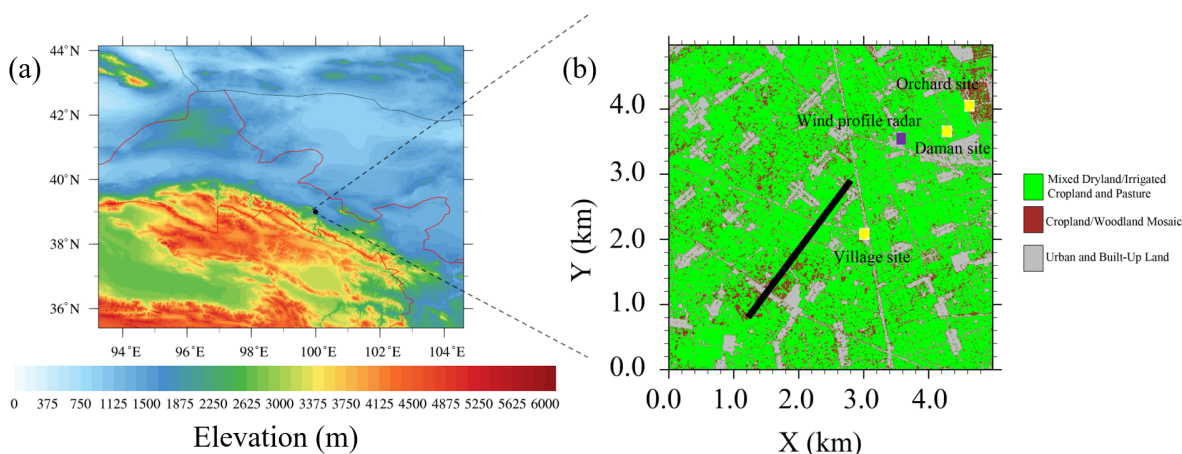 (a)
44°N
42°N
40°N
38°N
36°N
94°E 96°E 98°E 100°E 102°E 104°E
0 375 750 1125 1500 1875 2250 2625 3000 3375 3750 4125 4500 4875 5250 5625 6000
Elevation (m)
(b)
Y (km)
4.0
3.0
2.0
1.0
0.0
0.0 1.0 2.0 3.0 4.0
X (km)
Orchard site
Wind profile radar
Daman site
Village site
Mixed Dryland/Irrigated
Cropland and Pasture
Cropland/Woodland Mosaic
Urban and Built-Up Land